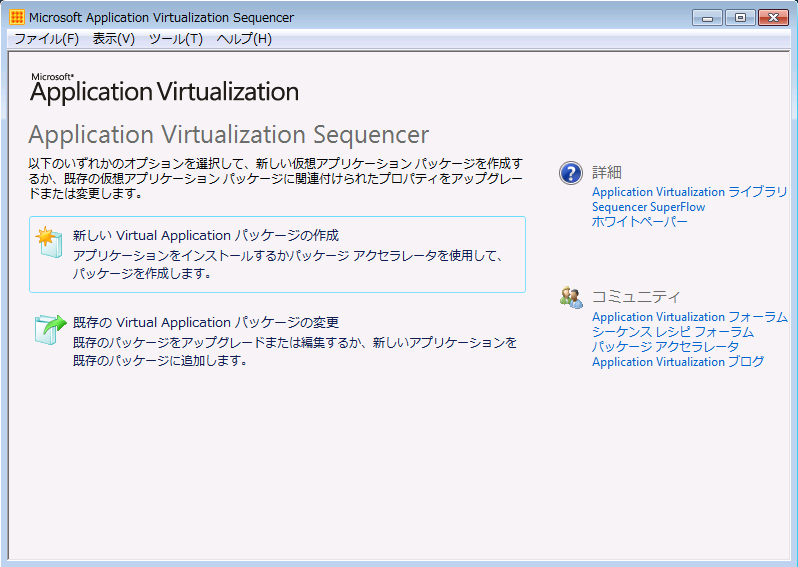 Microsoft Application Virtualization Sequencer
ファイル(F) 表示(V) ツール(T) ヘルプ(H)
Microsoft®
Application Virtualization
Application Virtualization Sequencer
以下のいずれかのオプションを選択して、新しい仮想アプリケーション パッケージを作成す
るか、既存の仮想アプリケーション パッケージに関連付けられたプロパティをアップグレー
ドまたは変更します。
新しい Virtual Application パッケージの作成
アプリケーションをインストールするかパッケージ アクセラレータを使用して、
パッケージを作成します。
既存の Virtual Application パッケージの変更
既存のパッケージをアップグレードまたは編集するか、新しいアプリケーションを
既存のパッケージに追加します。
詳細
Application Virtualization ライブラリ
Sequencer SuperFlow
ホワイトペーパー
コミュニティ
Application Virtualization フォーラム
シーケンス レシピ フォーラム
パッケージ アクセラレータ
Application Virtualization ブログ